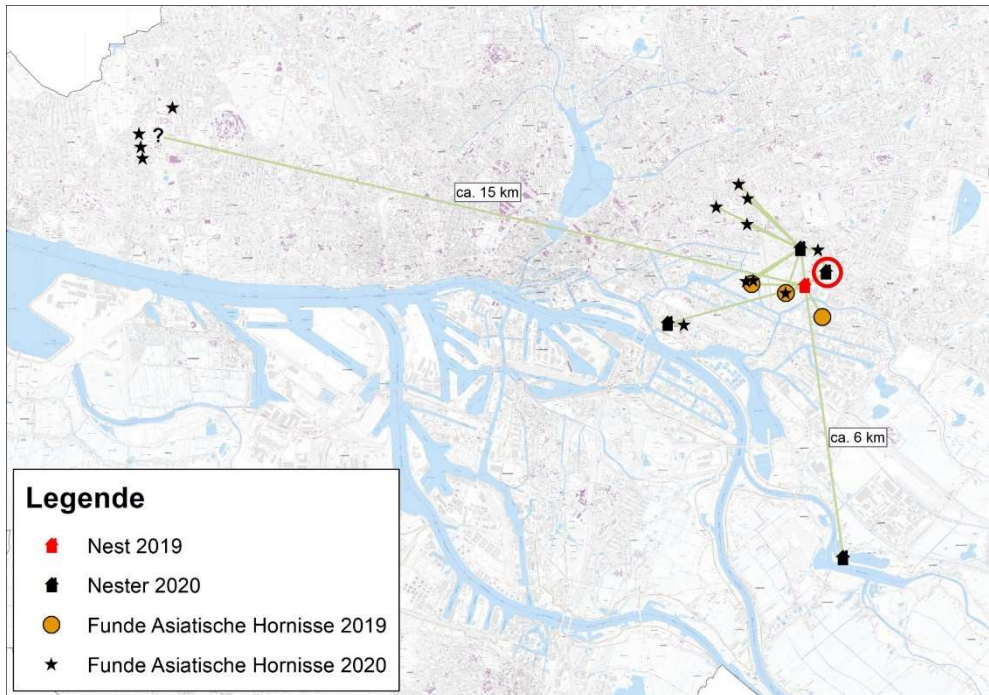 ?
ca. 15 km
ca. 6 km
Legende
Nest 2019
Nester 2020
Funde Asiatische Hornisse 2019
Funde Asiatische Hornisse 2020